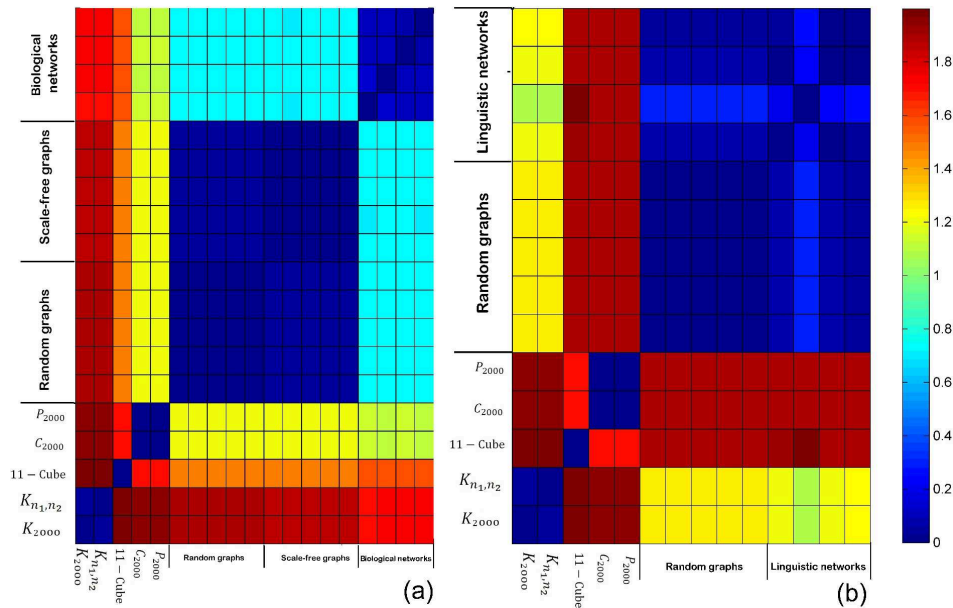 Biological networks
Scale-free graphs
Random graphs
P2000
C2000
11 − Cube
Kn1,n2
K2000
K2000
Kn1,n2
11 − Cube
C2000
P2000
Random graphs
Scale-free graphs
Biological networks
(a)
Linguistic networks
Random graphs
P2000
C2000
11 − Cube
Kn1,n2
K2000
K2000
Kn1,n2
11 − Cube
C2000
P2000
Random graphs
Linguistic networks
(b)
1.8
1.6
1.4
1.2
1
0.8
0.6
0.4
0.2
0